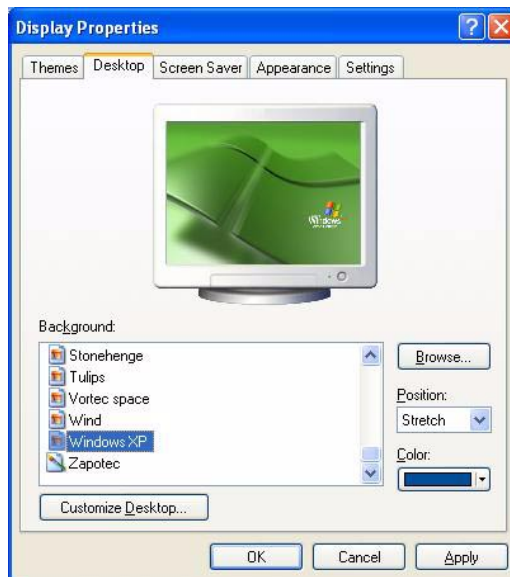 Display Properties
Themes Desktop Screen Saver Appearance Settings
Windows
Background:
Stonehenge
Tulips
Vortec space
Wind
Windows XP
Zapotec
Browse...
Position:
Stretch
Color:
Customize Desktop...
OK Cancel Apply